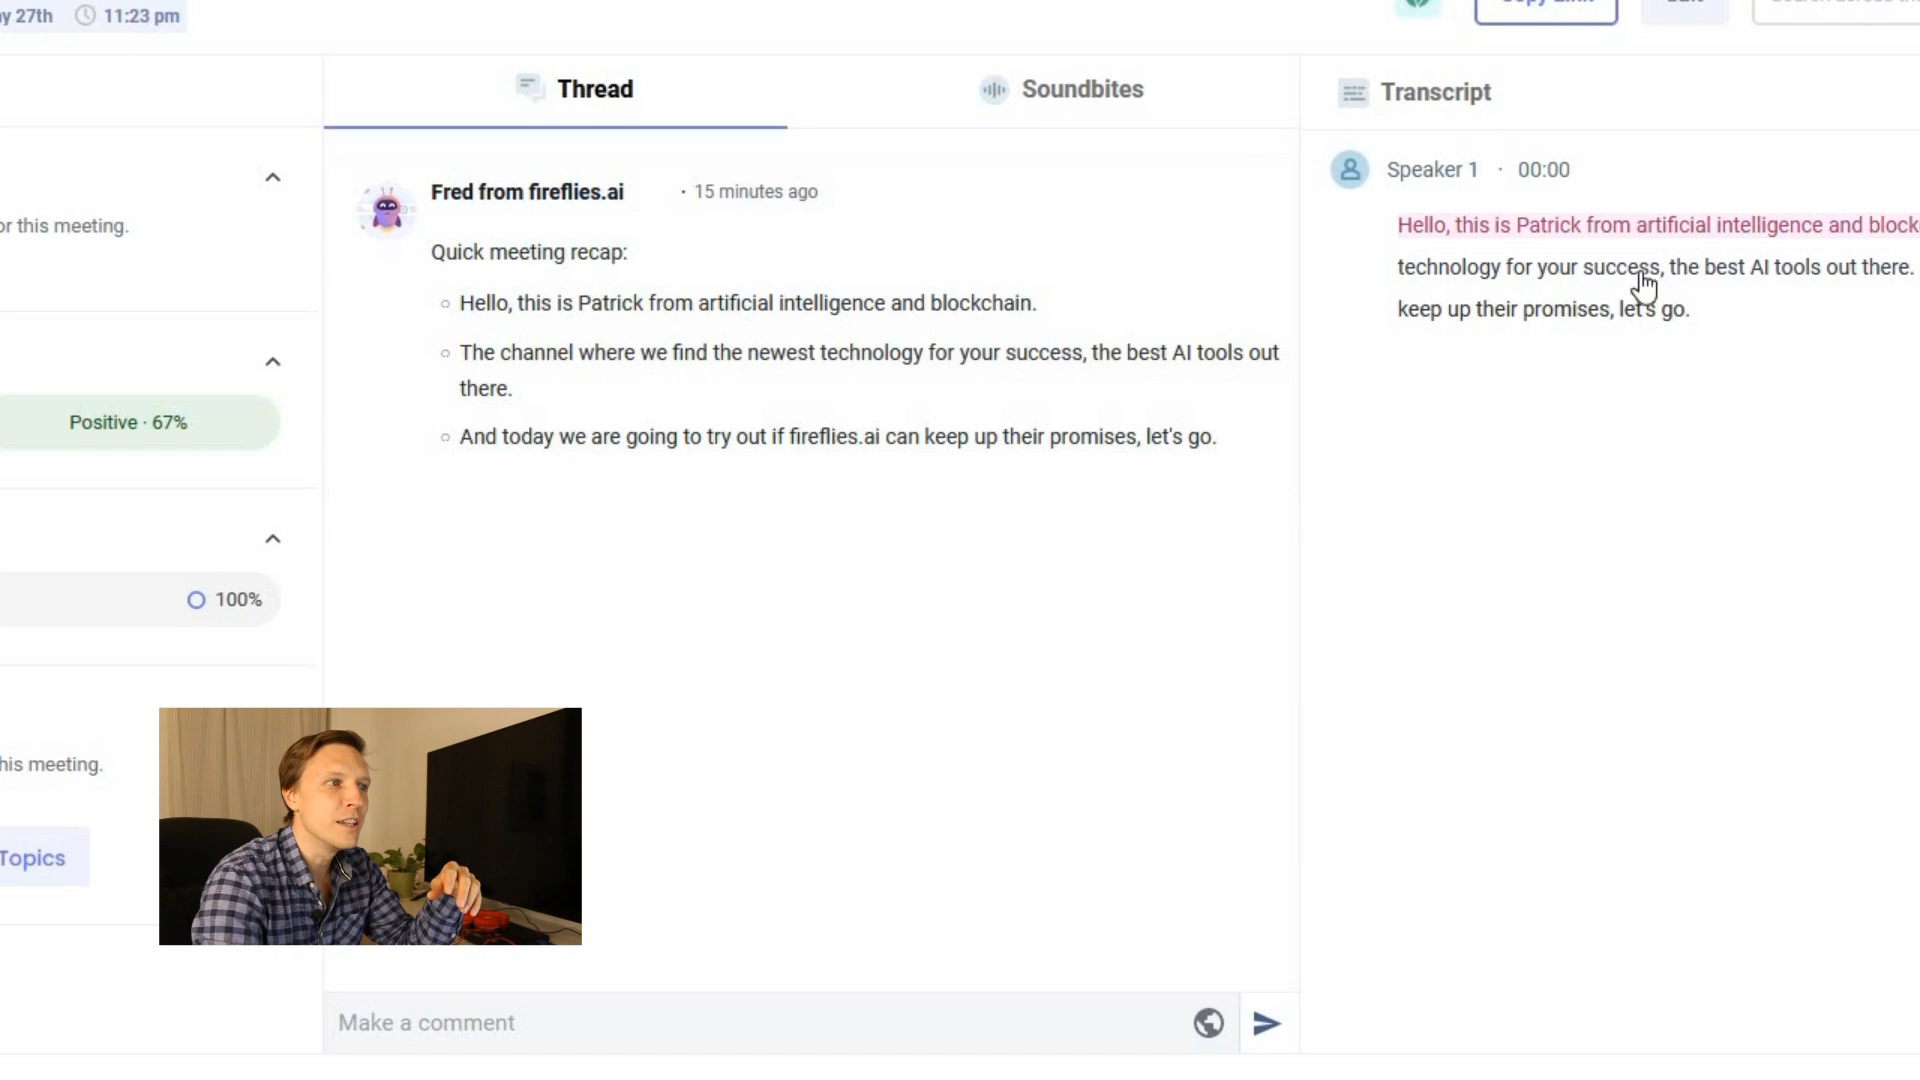 27th 11:23 pm
Thread
Soundbites
Transcript
or this meeting.
Positive · 67%
100%
his meeting.
Topics
Fred from fireflies.ai · 15 minutes ago
Quick meeting recap:
Hello, this is Patrick from artificial intelligence and blockchain.
The channel where we find the newest technology for your success, the best AI tools out
there.
And today we are going to try out if fireflies.ai can keep up their promises, let's go.
Make a comment
Speaker 1 · 00:00
Hello, this is Patrick from artificial intelligence and block
technology for your success, the best AI tools out there.
keep up their promises, let's go.